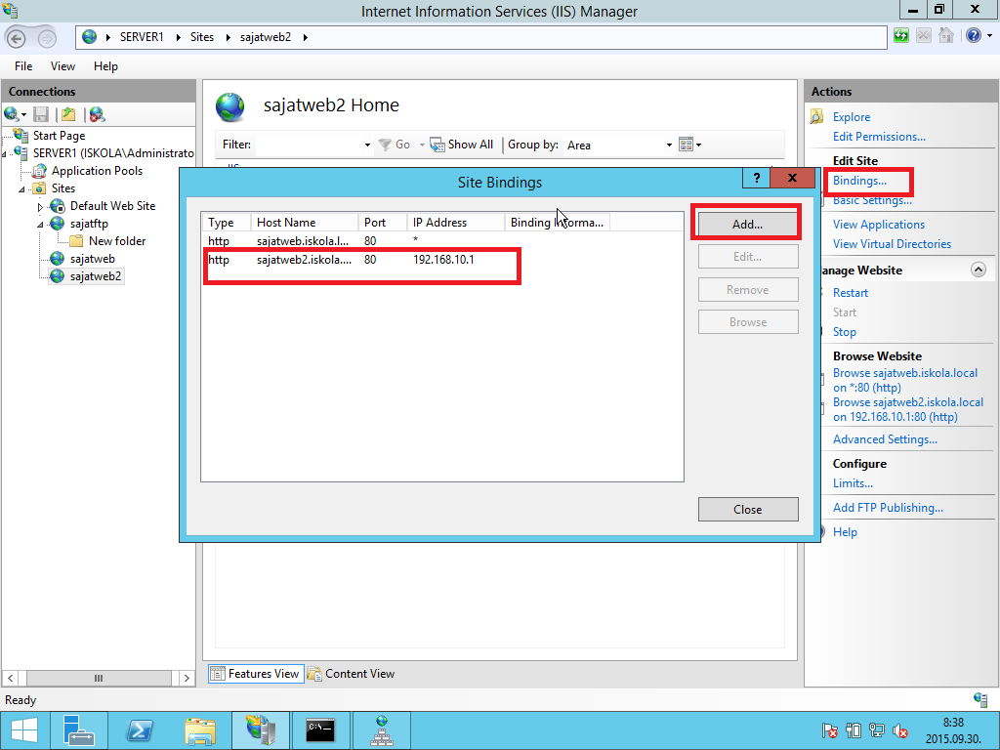 Internet Information Services (IIS) Manager
SERVER1 Sites sajatweb2
File View Help
Connections
Start Page
SERVER1 (ISKOLA\Administrato
Application Pools
Sites
Default Web Site
sajatftp
New folder
sajatweb
sajatweb2
sajatweb2 Home
Filter: Go Show All Group by: Area
Site Bindings
Type Host Name Port IP Address Binding Informa...
http sajatweb.iskola.l... 80 *
http sajatweb2.iskola.... 80 192.168.10.1
Add...
Edit...
Remove
Browse
Close
Actions
Explore
Edit Permissions...
Edit Site
Bindings...
Basic Settings...
View Applications
View Virtual Directories
anage Website
Restart
Start
Stop
Browse Website
Browse sajatweb.iskola.local
on *:80 (http)
Browse sajatweb2.iskola.local
on 192.168.10.1:80 (http)
Advanced Settings...
Configure
Limits...
Add FTP Publishing...
Help
Features View Content View
Ready
8:38
2015.09.30.